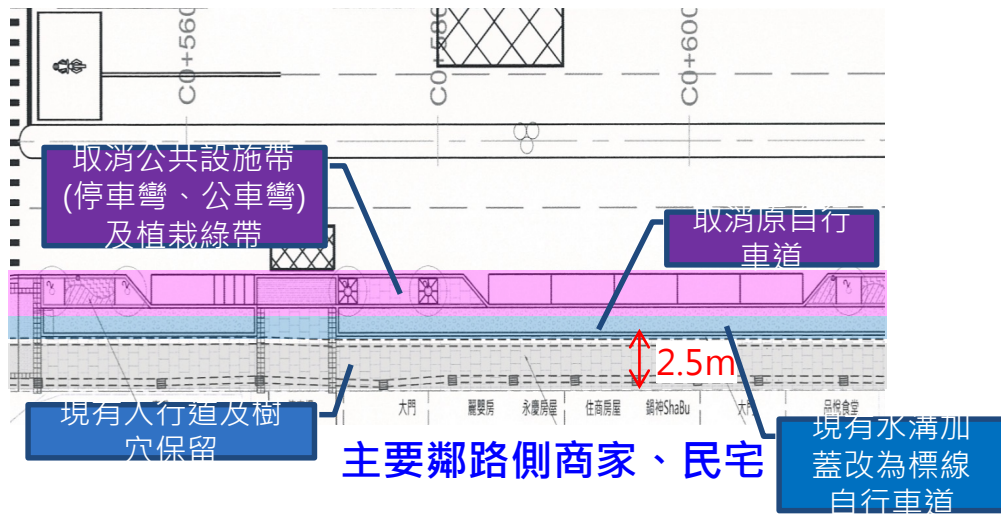 C0+560
C0+580
C0+600
取消公共設施帶
(停車彎、公車彎)
及植栽綠帶
取消原自行
車道
2.5m
現有人行道及樹
穴保留
大門
麗嬰房
永慶房屋
住商房屋
鍋神ShaBu
大門
品悅食堂
主要鄰路側商家、民宅
現有水溝加
蓋改為標線
自行車道